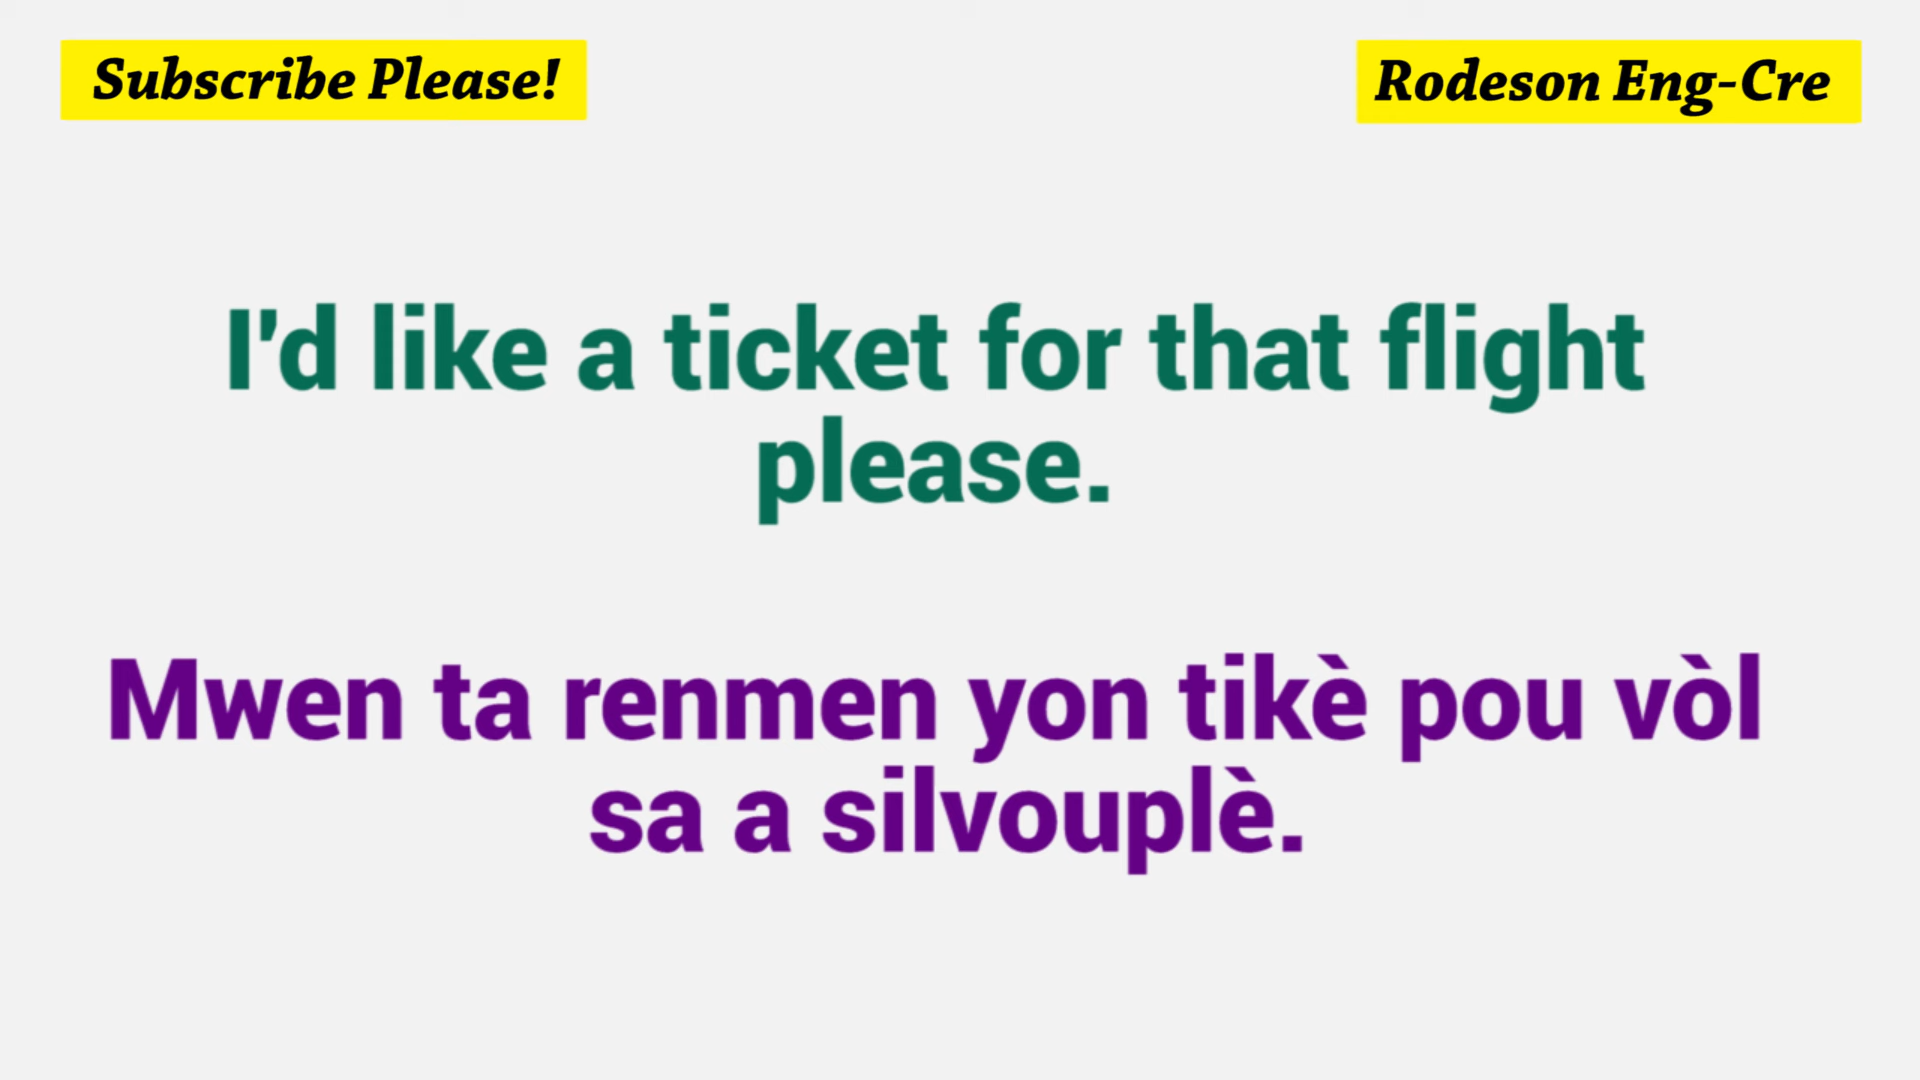 Subscribe Please!
Rodeson Eng-Cre
I'd like a ticket for that flight
please.
Mwen ta renmen yon tikè pou vòl
sa a silvouplè.